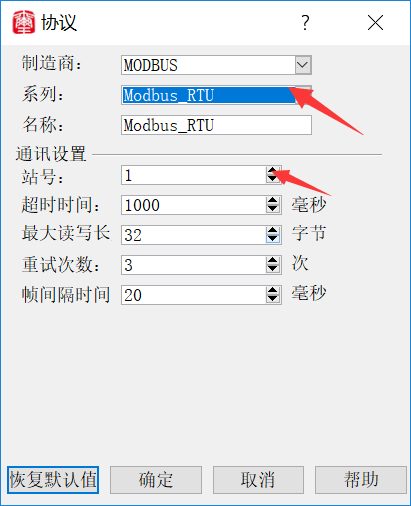 协议
制造商: MODBUS
系列: Modbus_RTU
名称: Modbus_RTU
通讯设置
站号: 1
超时时间: 1000 毫秒
最大读写长 32 字节
重试次数: 3 次
帧间隔时间 20 毫秒
恢复默认值 确定 取消 帮助